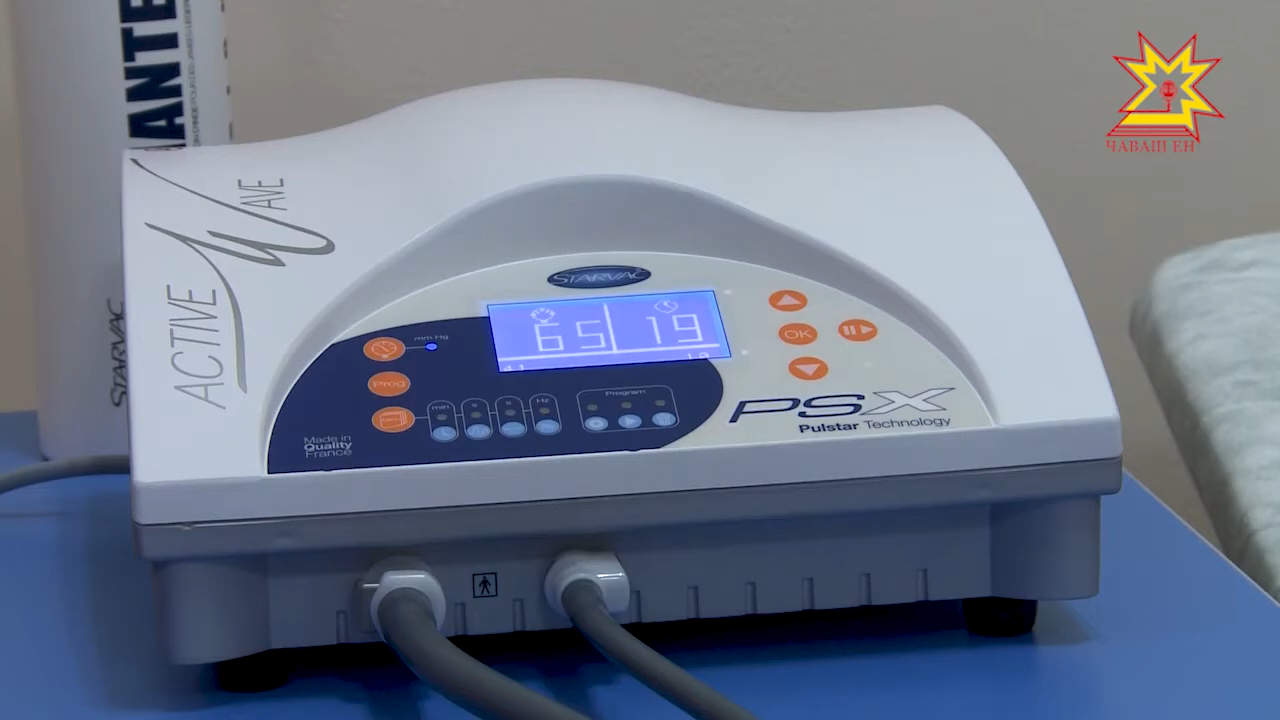 ANTE
STARVAC
ACTIVE
WAVE
STARVAC
65 19
mm Hg
Prog
OK
min s s Hz
Program
Made in
Quality
France
PSX
Pulstar Technology
ЧАВАШ ЕН